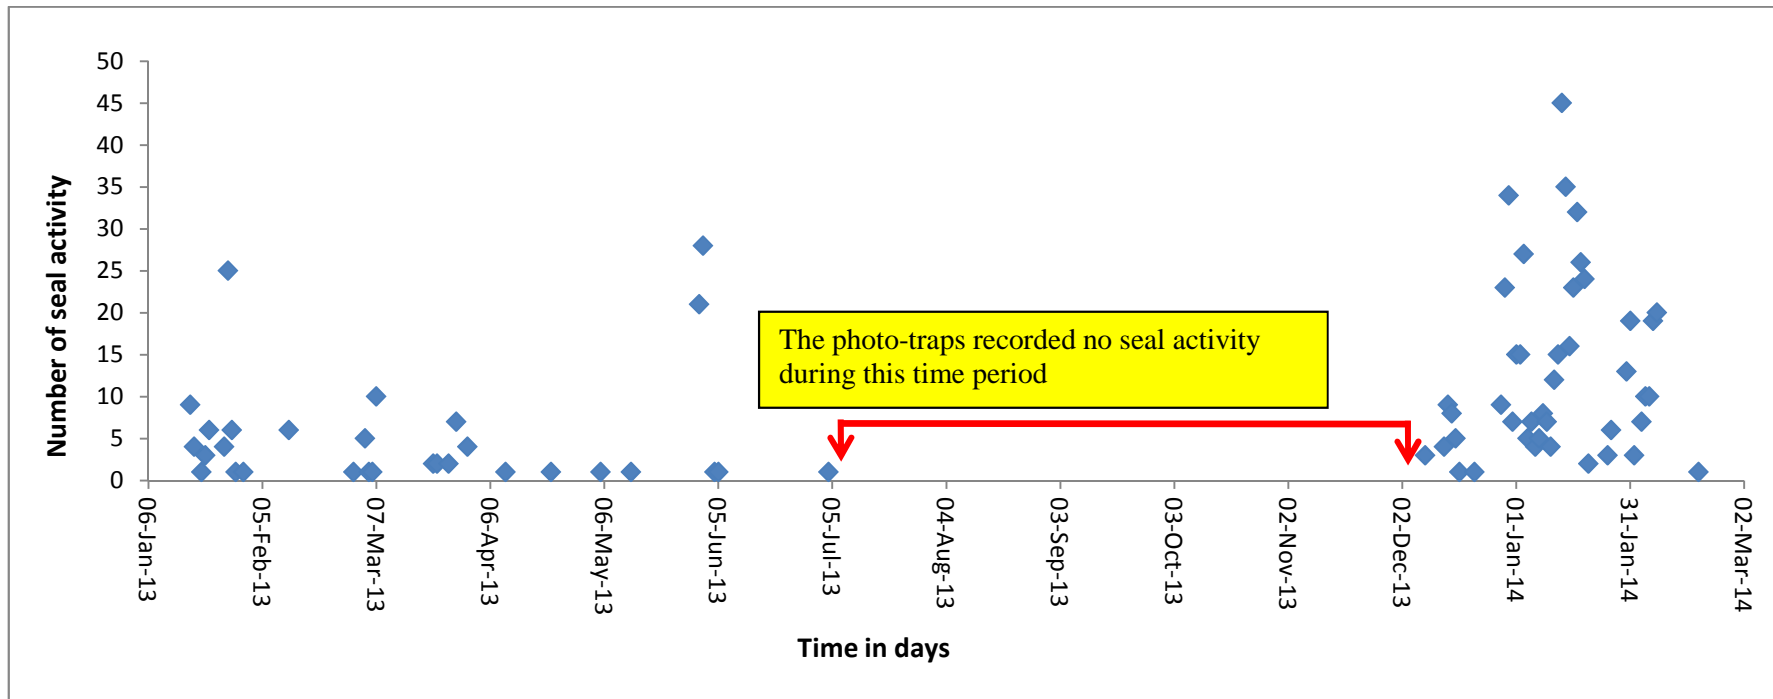 50
45
40
35
30
25
20
15
10
5
0
Number of seal activity
The photo-traps recorded no seal activity
during this time period
06-Jan-13
05-Feb-13
07-Mar-13
06-Apr-13
06-May-13
05-Jun-13
05-Jul-13
04-Aug-13
03-Sep-13
03-Oct-13
02-Nov-13
02-Dec-13
01-Jan-14
31-Jan-14
02-Mar-14
Time in days